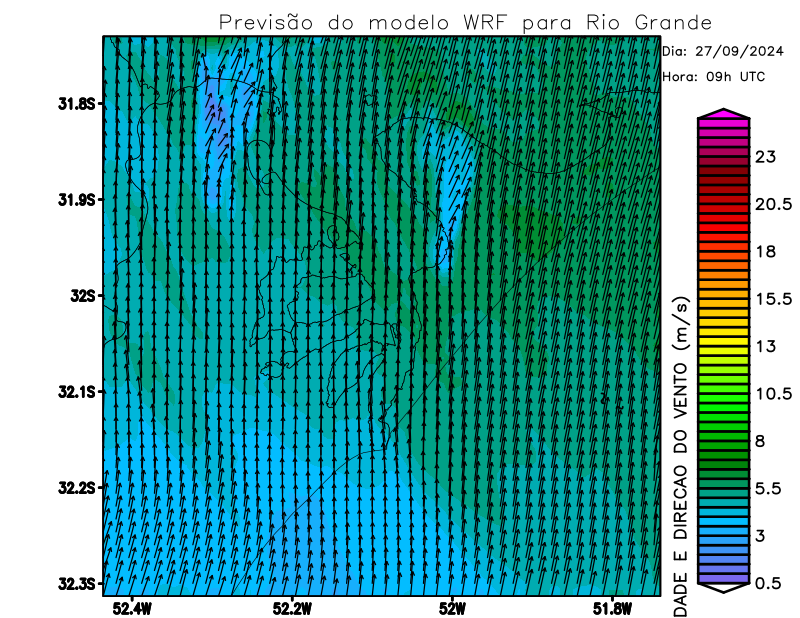 Previsão do modelo WRF para Rio Grande
Dia: 27/09/2024
Hora: 09h UTC
31.8S
31.9S
32S
32.1S
32.2S
32.3S
52.4W
52.2W
52W
51.8W
DADE E DIRECAO DO VENTO (m/s)
23
20.5
18
15.5
13
10.5
8
5.5
3
0.5